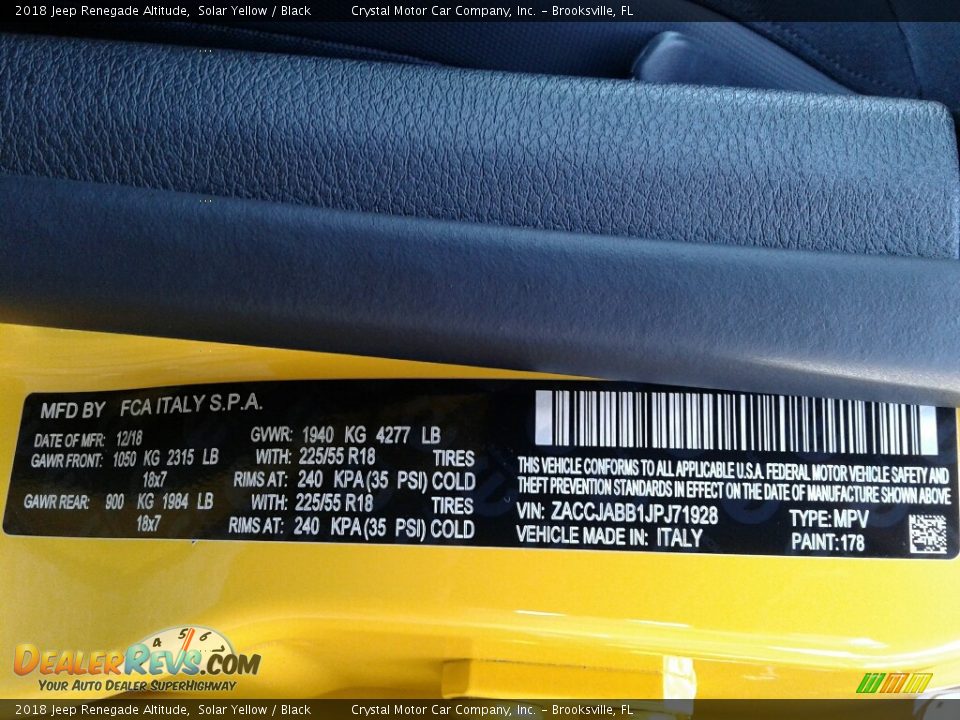 2018 Jeep Renegade Altitude, Solar Yellow / Black Crystal Motor Car Company, Inc. - Brooksville, FL
MFD BY FCA ITALY S.P.A.
DATE OF MFR: 12/18 GVWR: 1940 KG 4277 LB
GAWR FRONT: 1050 KG 2315 LB WITH: 225/55 R18 TIRES
18x7 RIMS AT: 240 KPA (35 PSI) COLD
GAWR REAR: 900 KG 1984 LB WITH: 225/55 R18 TIRES
18x7 RIMS AT: 240 KPA (35 PSI) COLD
THIS VEHICLE CONFORMS TO ALL APPLICABLE U.S.A. FEDERAL MOTOR VEHICLE SAFETY AND
THEFT PREVENTION STANDARDS IN EFFECT ON THE DATE OF MANUFACTURE SHOWN ABOVE
VIN: ZACCJABB1JPJ71928 TYPE: MPV
VEHICLE MADE IN: ITALY PAINT: 178
4 5 6
DEALERREVS.COM
YOUR AUTO DEALER SUPERHIGHWAY
2018 Jeep Renegade Altitude, Solar Yellow / Black Crystal Motor Car Company, Inc. - Brooksville, FL